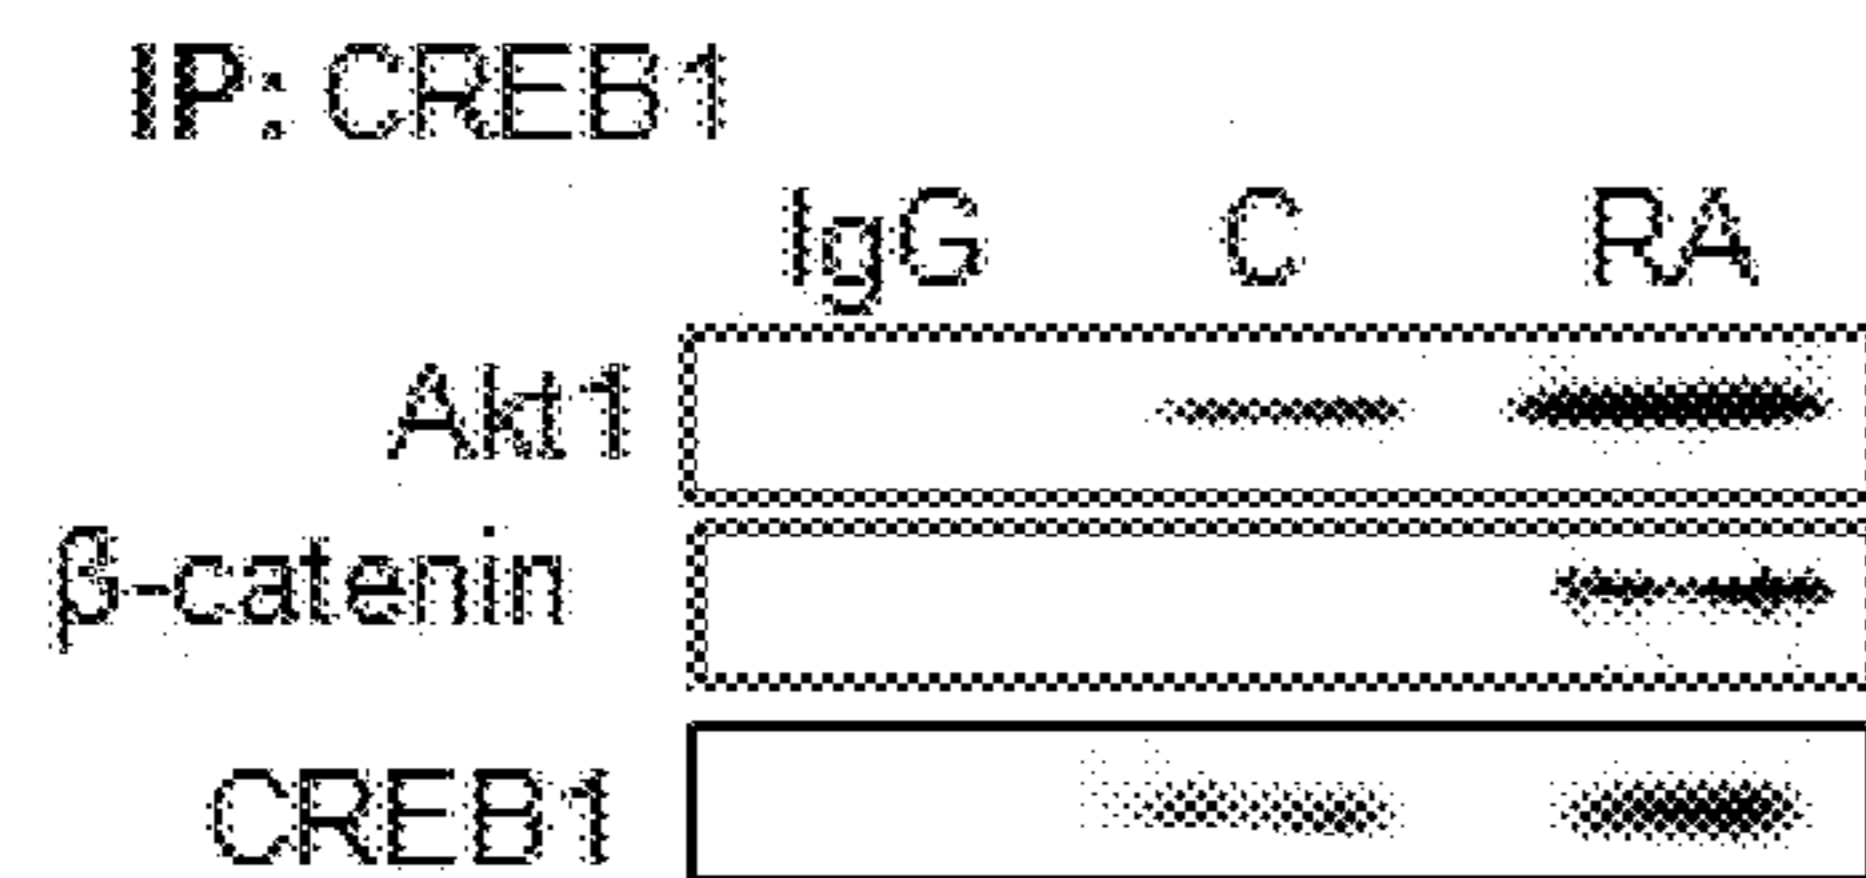 IP: CREB1
IgG C RA
Akt1
β-catenin
CREB1